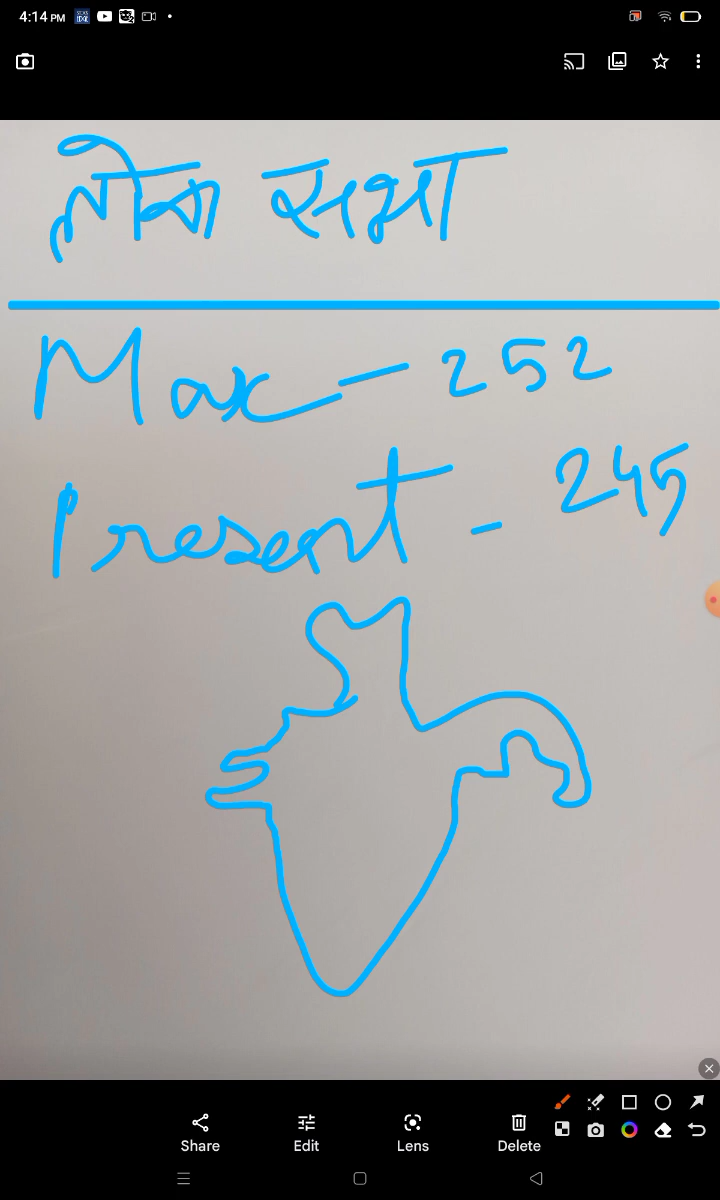 4:14 PM
लोक सभा
Max - 252
Present - 245
Share Edit Lens Delete